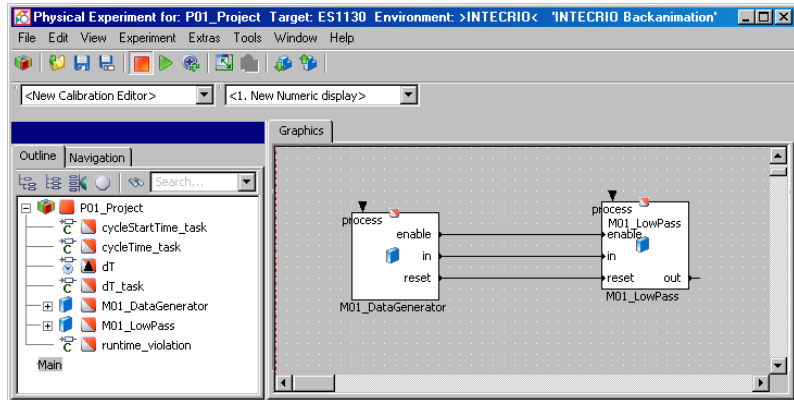 Physical Experiment for: P01_Project Target: ES1130 Environment: >INTECRIO< 'INTECRIO Backanimation'
File Edit View Experiment Extras Tools Window Help
<New Calibration Editor> <1. New Numeric display>
Graphics
Outline Navigation
Search...
P01_Project
C cycleStartTime_task
C cycleTime_task
dT
C dT_task
M01_DataGenerator
M01_LowPass
C runtime_violation
Main
process
enable
in
reset
M01_DataGenerator
process
M01_LowPass
enable
in
reset out
M01_LowPass